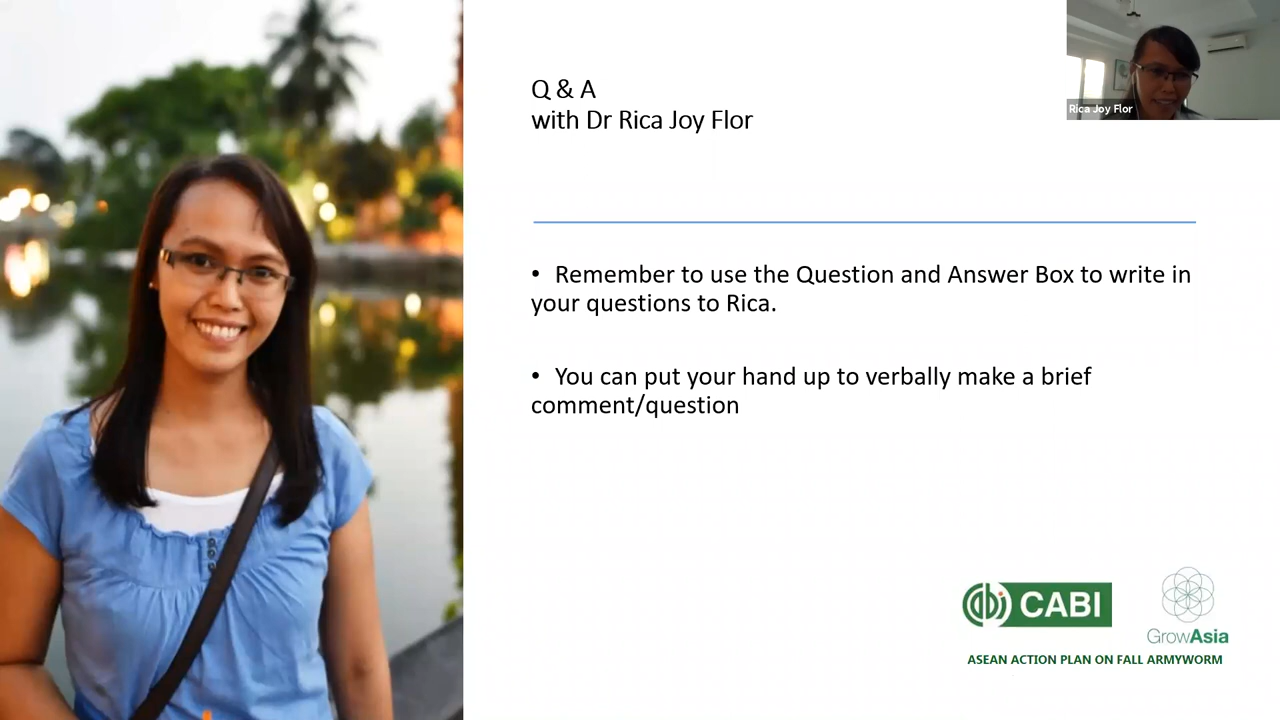 Q & A
with Dr Rica Joy Flor
Rica Joy Flor
• Remember to use the Question and Answer Box to write in
your questions to Rica.
• You can put your hand up to verbally make a brief
comment/question
CABI
GrowAsia
ASEAN ACTION PLAN ON FALL ARMYWORM